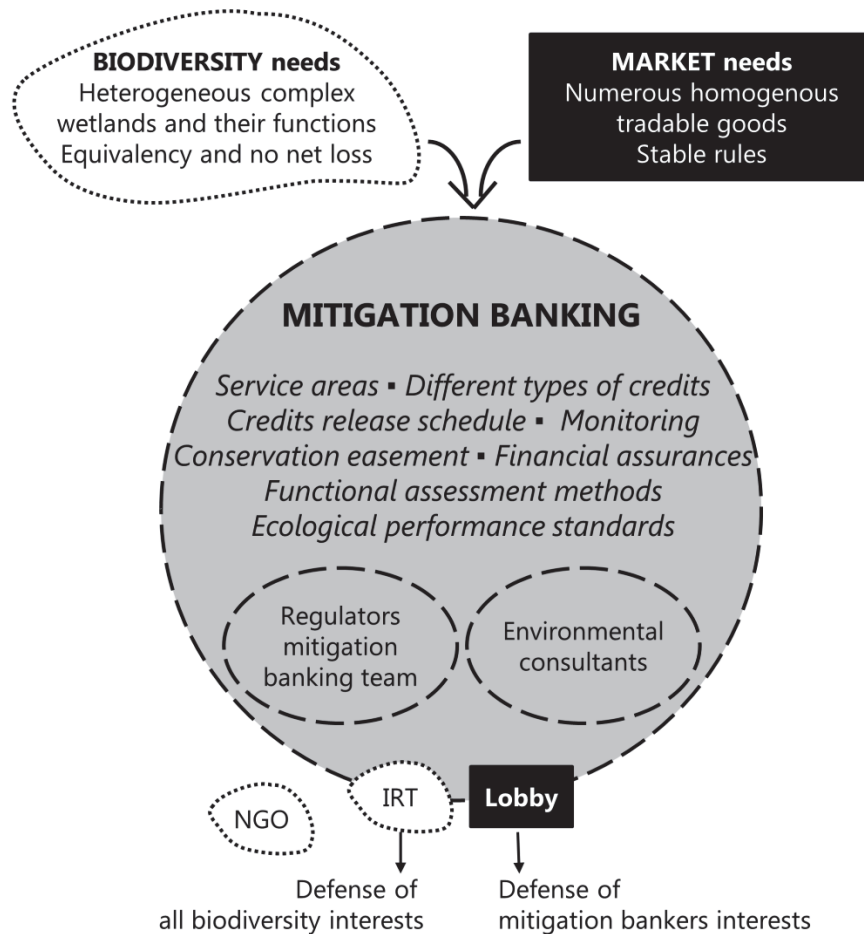 BIODIVERSITY needs
Heterogeneous complex
wetlands and their functions
Equivalency and no net loss
MARKET needs
Numerous homogenous
tradable goods
Stable rules
MITIGATION BANKING
Service areas ▪ Different types of credits
Credits release schedule ▪ Monitoring
Conservation easement ▪ Financial assurances
Functional assessment methods
Ecological performance standards
Regulators
mitigation
banking team
Environmental
consultants
NGO
IRT
Lobby
Defense of
all biodiversity interests
Defense of
mitigation bankers interests